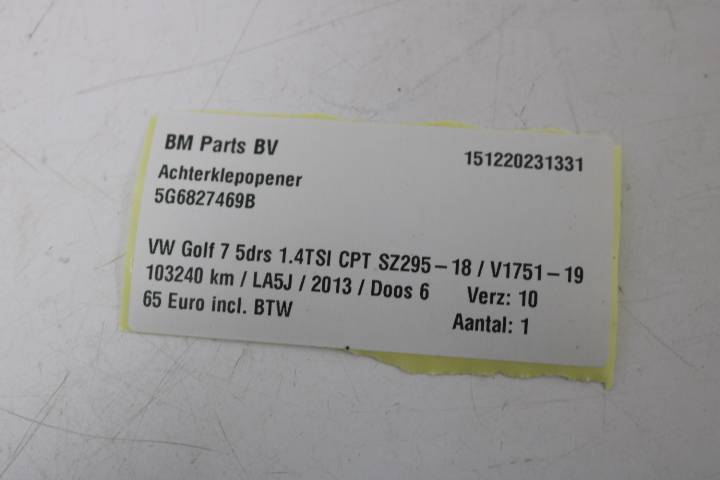 BM Parts BV 151220231331
Achterklepopener
5G6827469B
VW Golf 7 5drs 1.4TSI CPT SZ295-18 / V1751-19
103240 km / LA5J / 2013 / Doos 6 Verz: 10
65 Euro incl. BTW Aantal: 1